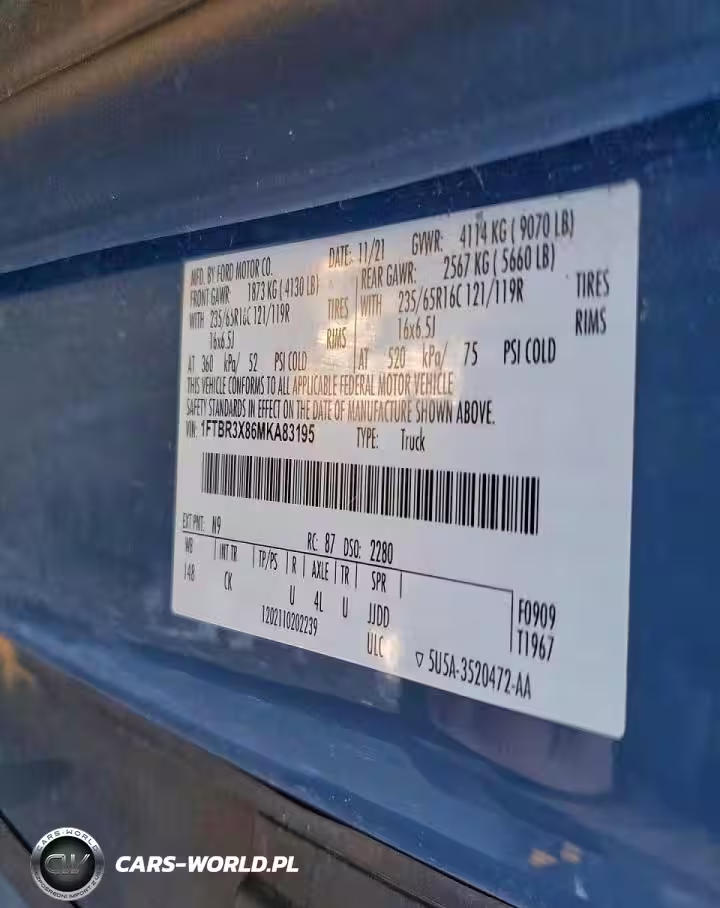 MFD. BY FORD MOTOR CO.
DATE: 11/21 GVWR: 4114 KG ( 9070 LB)
FRONT GAWR: 1873 KG ( 4130 LB) REAR GAWR: 2567 KG ( 5660 LB)
WITH 235/65R16C 121/119R TIRES WITH 235/65R16C 121/119R TIRES
16x6.5J RIMS 16x6.5J RIMS
AT 360 kPa/ 52 PSI COLD AT 520 kPa/ 75 PSI COLD
THIS VEHICLE CONFORMS TO ALL APPLICABLE FEDERAL MOTOR VEHICLE
SAFETY STANDARDS IN EFFECT ON THE DATE OF MANUFACTURE SHOWN ABOVE.
VIN: 1FTBR3X86MKA83195 TYPE: Truck
EXT PNT: N9 RC: 87 DSO: 2280
WB INT TR TP/PS R AXLE TR SPR
148 CK U 4L U JJDD F0909
1202110202239 ULC T1967
▽ 5U5A-3520472-AA
CARS-WORLD
CW
CARS-WORLD.PL